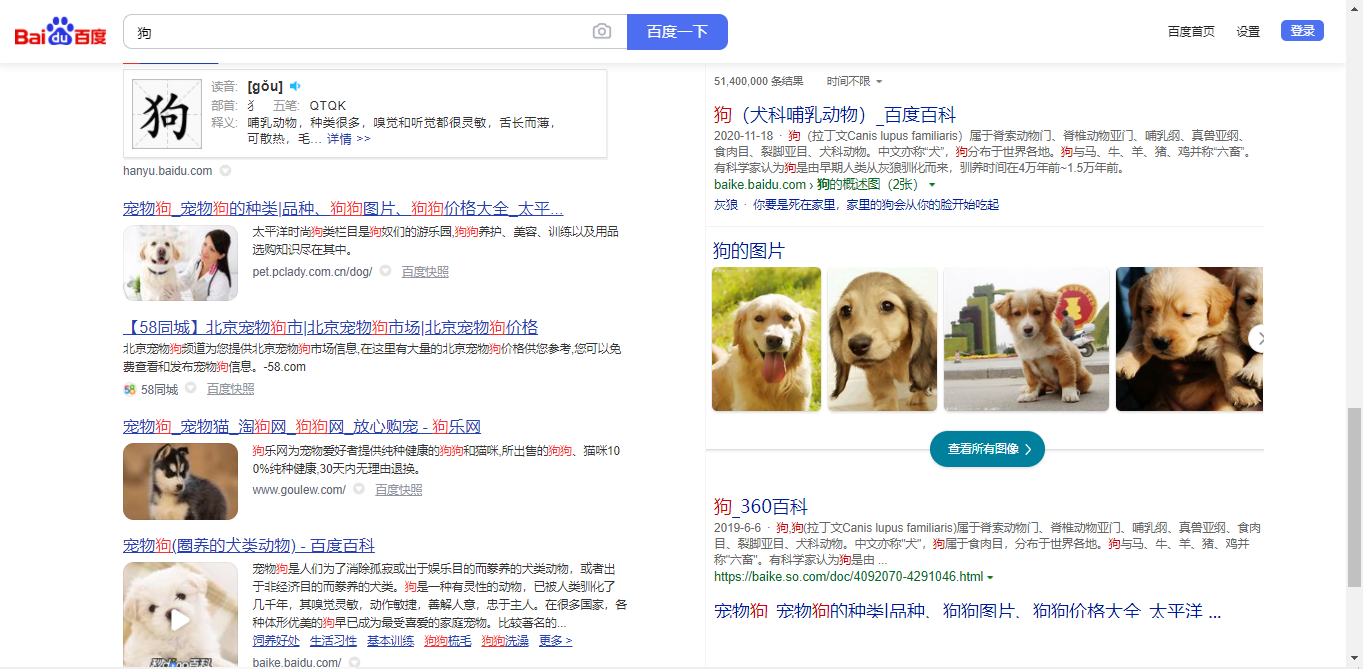 Bai du 百度
狗
百度一下
百度首页
设置
登录
狗
读音: [gǒu]
部首: 犭 五笔: QTQK
释义: 哺乳动物，种类很多，嗅觉和听觉都很灵敏，舌长而薄，
可散热，毛... 详情 >>
hanyu.baidu.com
宠物狗_宠物狗的种类|品种、狗狗图片、狗狗价格大全_太平...
太平洋时尚狗类栏目是狗奴们的游乐园,狗狗养护、美容、训练以及用品
选购知识尽在其中。
pet.pclady.com.cn/dog/ 百度快照
【58同城】北京宠物狗市|北京宠物狗市场|北京宠物狗价格
北京宠物狗频道为您提供北京宠物狗市场信息,在这里有大量的北京宠物狗价格供您参考,您可以免
费查看和发布宠物狗信息。-58.com
58 58同城 百度快照
宠物狗_宠物猫_淘狗网_狗狗网_放心购宠 - 狗乐网
狗乐网为宠物爱好者提供纯种健康的狗狗和猫咪,所出售的狗狗、猫咪10
0%纯种健康,30天内无理由退换。
www.goulew.com/ 百度快照
宠物狗(圈养的犬类动物) - 百度百科
宠物狗是人们为了消除孤寂或出于娱乐目的而豢养的犬类动物，或者出
于非经济目的而豢养的犬类。狗是一种有灵性的动物，已被人类驯化了
几千年，其嗅觉灵敏，动作敏捷，善解人意，忠于主人。在很多国家，各
种体形优美的狗早已成为最受喜爱的家庭宠物。比较著名的...
饲养好处 生活习性 基本训练 狗狗梳毛 狗狗洗澡 更多 >
baike.baidu.com/
51,400,000 条结果 时间不限
狗（犬科哺乳动物）_百度百科
2020-11-18 · 狗（拉丁文Canis lupus familiaris）属于脊索动物门、脊椎动物亚门、哺乳纲、真兽亚纲、
食肉目、裂脚亚目、犬科动物。中文亦称“犬”，狗分布于世界各地。狗与马、牛、羊、猪、鸡并称“六畜”。
有科学家认为狗是由早期人类从灰狼驯化而来，驯养时间在4万年前~1.5万年前。
baike.baidu.com › 狗的概述图（2张）
灰狼 · 你要是死在家里，家里的狗会从你的脸开始吃起
狗的图片
查看所有图像
狗_360百科
2019-6-6 · 狗,狗(拉丁文Canis lupus familiaris)属于脊索动物门、脊椎动物亚门、哺乳纲、真兽亚纲、食肉
目、裂脚亚目、犬科动物。中文亦称"犬"，狗属于食肉目，分布于世界各地。狗与马、牛、羊、猪、鸡并
称"六畜"。有科学家认为狗是由 ...
https://baike.so.com/doc/4092070-4291046.html
宠物狗_宠物狗的种类|品种、狗狗图片、狗狗价格大全_太平洋 ...